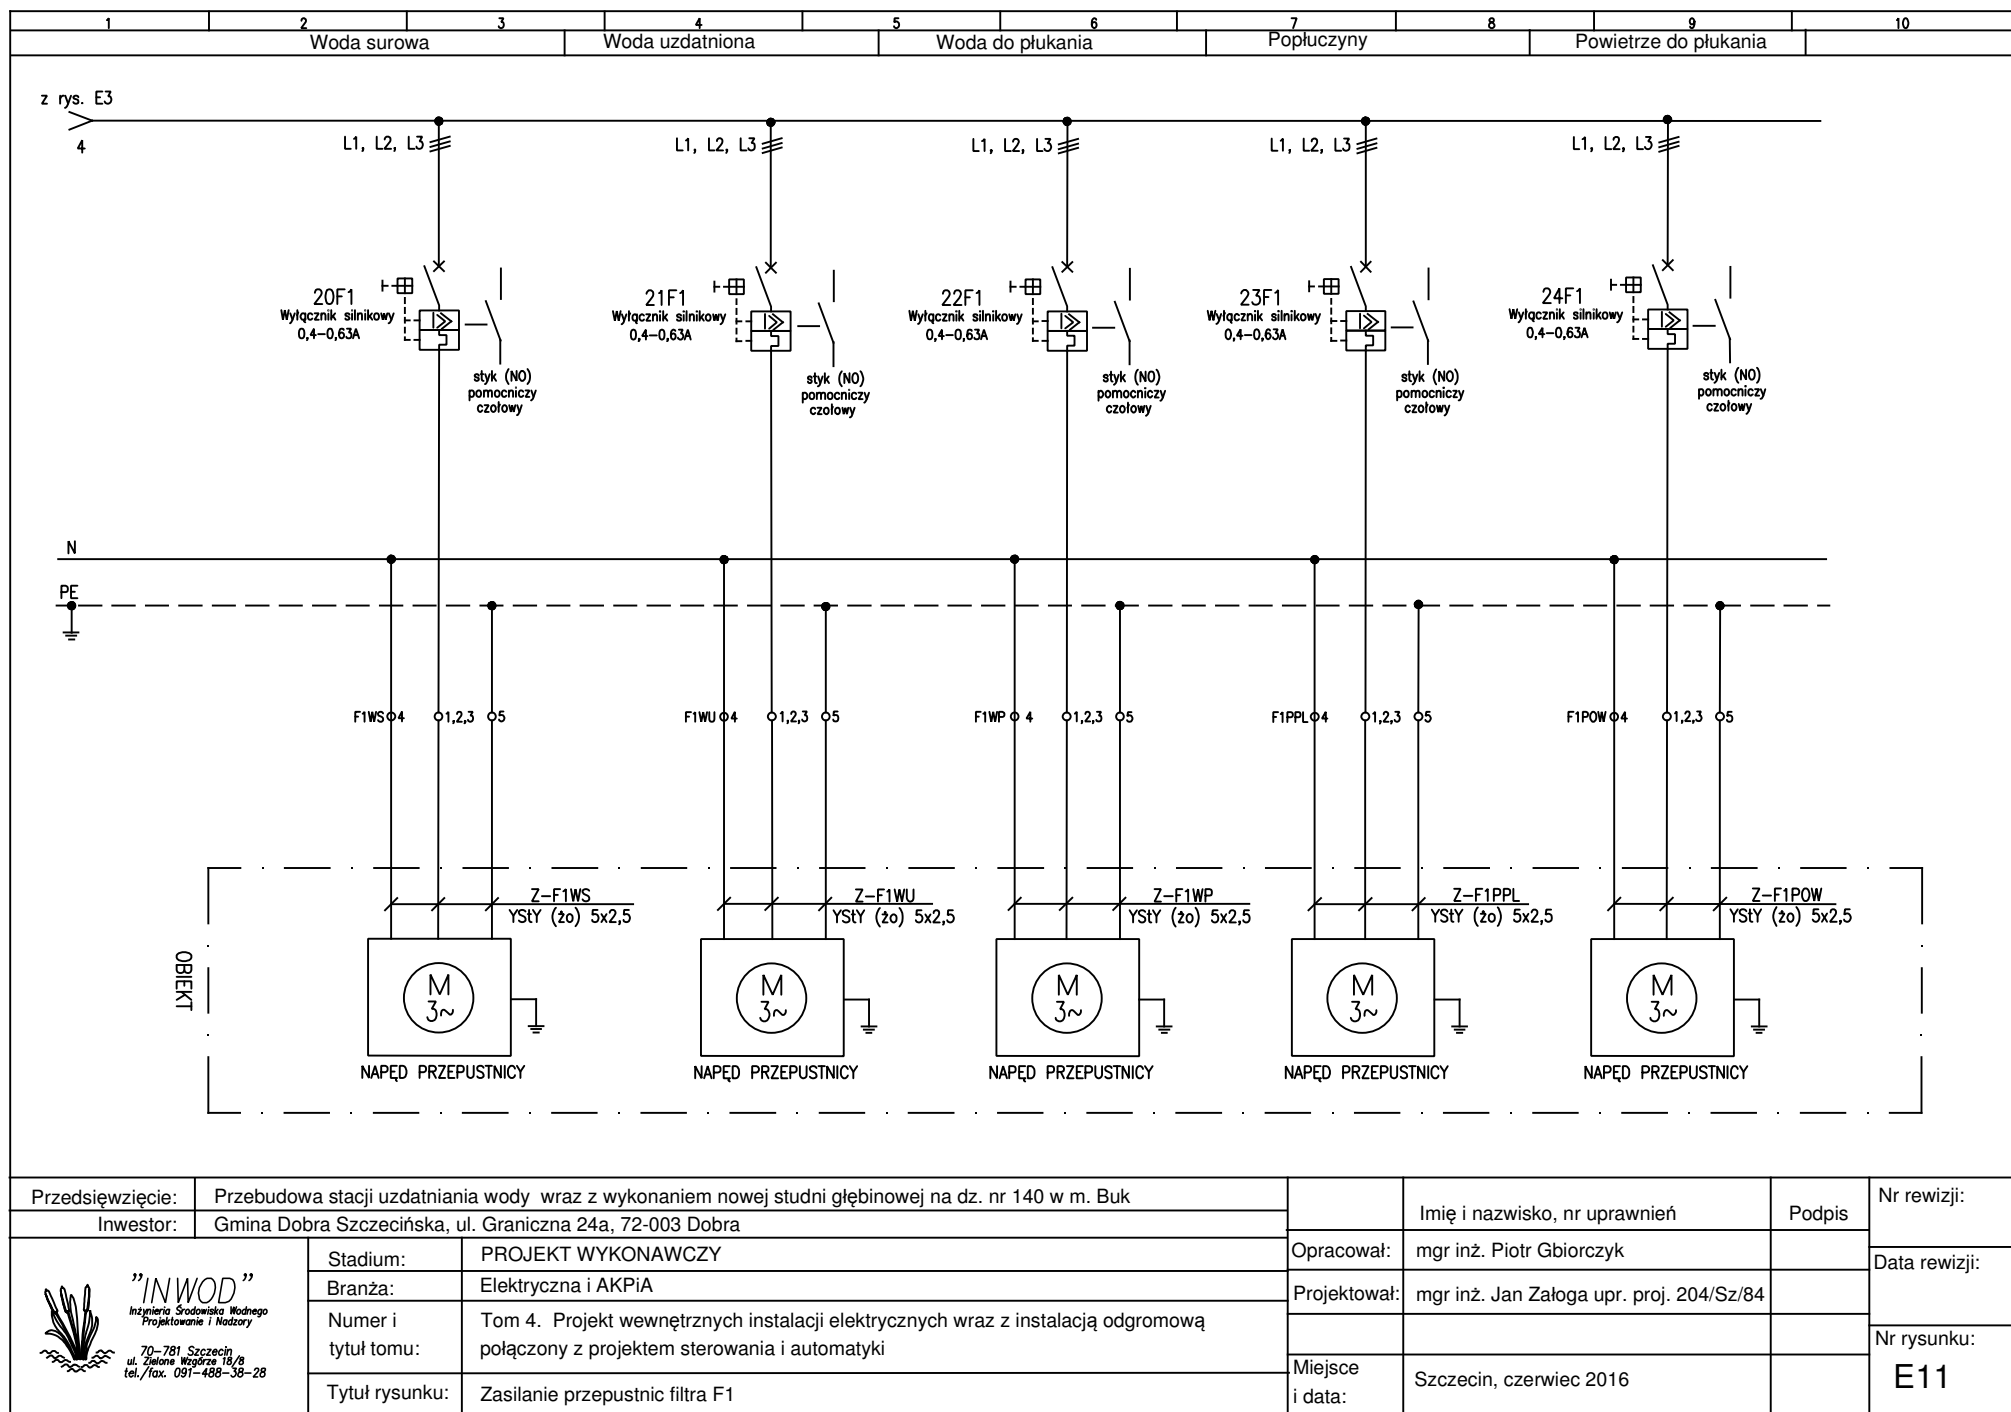 1 2 3 4 5 6 7 8 9 10
Woda surowa Woda uzdatniona Woda do płukania Popłuczyny Powietrze do płukania
z rys. E3
4
L1, L2, L3 L1, L2, L3 L1, L2, L3 L1, L2, L3 L1, L2, L3
20F1
Wyłącznik silnikowy
0,4-0,63A
styk (NO)
pomocniczy
czołowy
21F1
Wyłącznik silnikowy
0,4-0,63A
styk (NO)
pomocniczy
czołowy
22F1
Wyłącznik silnikowy
0,4-0,63A
styk (NO)
pomocniczy
czołowy
23F1
Wyłącznik silnikowy
0,4-0,63A
styk (NO)
pomocniczy
czołowy
24F1
Wyłącznik silnikowy
0,4-0,63A
styk (NO)
pomocniczy
czołowy
N
PE
F1WS 4 1,2,3 5 F1WU 4 1,2,3 5 F1WP 4 1,2,3 5 F1PPL 4 1,2,3 5 F1POW 4 1,2,3 5
Z-F1WS
YStY (żo) 5x2,5
Z-F1WU
YStY (żo) 5x2,5
Z-F1WP
YStY (żo) 5x2,5
Z-F1PPL
YStY (żo) 5x2,5
Z-F1POW
YStY (żo) 5x2,5
OBIEKT
M
3~
NAPĘD PRZEPUSTNICY
M
3~
NAPĘD PRZEPUSTNICY
M
3~
NAPĘD PRZEPUSTNICY
M
3~
NAPĘD PRZEPUSTNICY
M
3~
NAPĘD PRZEPUSTNICY
Przedsięwzięcie: Przebudowa stacji uzdatniania wody wraz z wykonaniem nowej studni głębinowej na dz. nr 140 w m. Buk
Inwestor: Gmina Dobra Szczecińska, ul. Graniczna 24a, 72-003 Dobra
"INWOD"
Inżynieria Środowiska Wodnego
Projektowanie i Nadzory
70-781 Szczecin
ul. Zielone Wzgórze 18/8
tel./fax. 091-488-38-28
Stadium: PROJEKT WYKONAWCZY
Branża: Elektryczna i AKPiA
Numer i
tytuł tomu:
Tom 4. Projekt wewnętrznych instalacji elektrycznych wraz z instalacją odgromową
połączony z projektem sterowania i automatyki
Tytuł rysunku: Zasilanie przepustnic filtra F1
Imię i nazwisko, nr uprawnień Podpis
Opracował: mgr inż. Piotr Gbiorczyk
Projektował: mgr inż. Jan Załoga upr. proj. 204/Sz/84
Miejsce
i data:
Szczecin, czerwiec 2016
Nr rewizji:
Data rewizji:
Nr rysunku:
E11